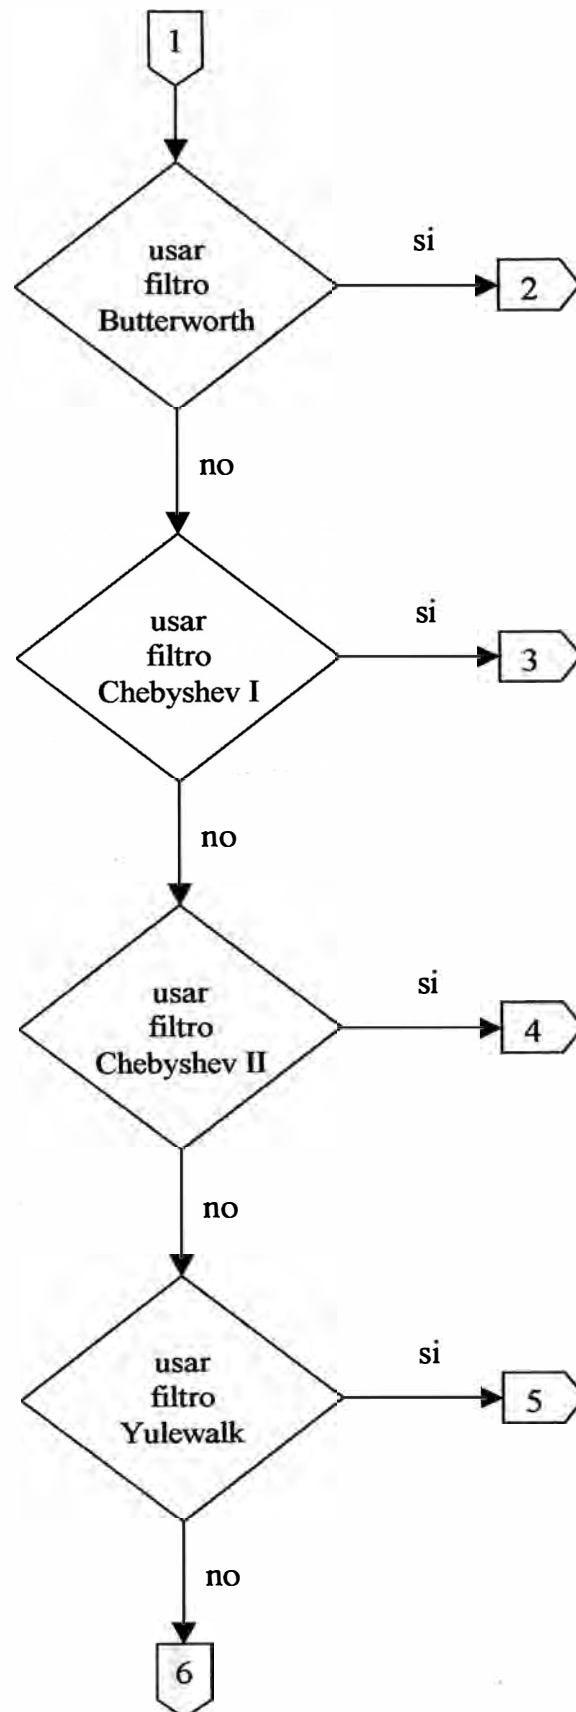 1
usar
filtro
Butterworth
si
2
no
usar
filtro
Chebyshev I
si
3
no
usar
filtro
Chebyshev II
si
4
no
usar
filtro
Yulewalk
si
5
no
6